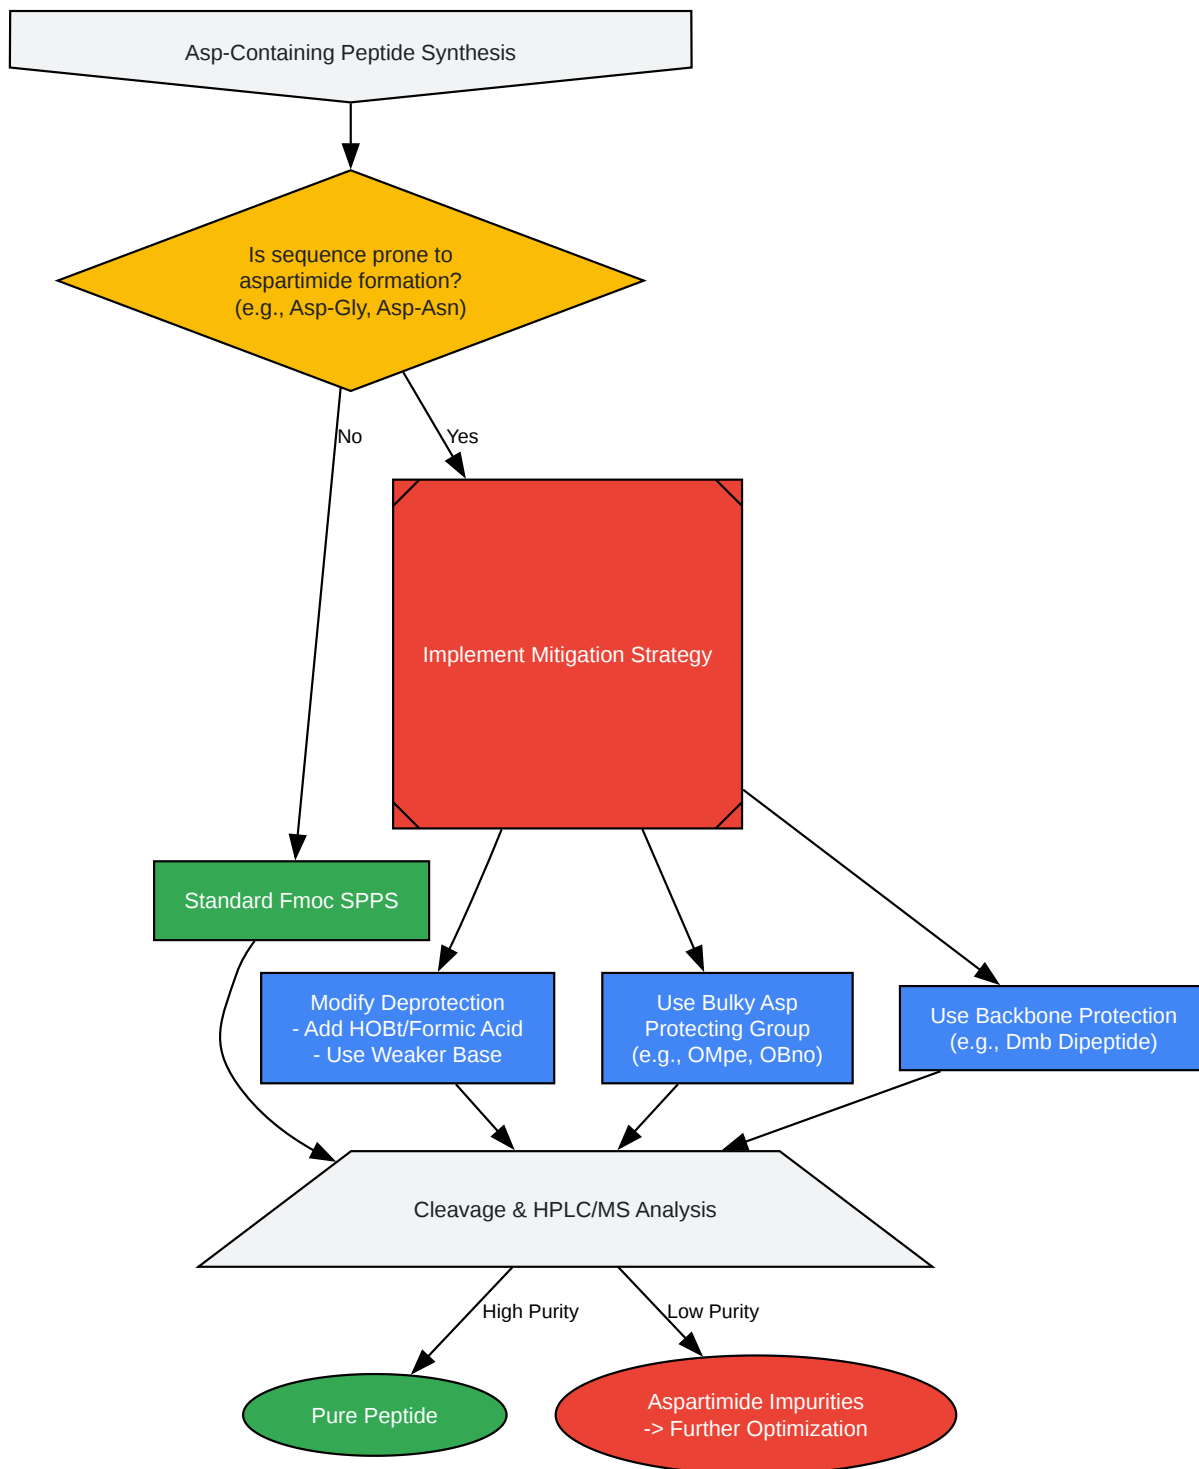 Asp-Containing Peptide Synthesis
Is sequence prone to
aspartimide formation?
(e.g., Asp-Gly, Asp-Asn)
No
Yes
Implement Mitigation Strategy
Standard Fmoc SPPS
Modify Deprotection
- Add HOBt/Formic Acid
- Use Weaker Base
Use Bulky Asp
Protecting Group
(e.g., OMpe, OBno)
Use Backbone Protection
(e.g., Dmb Dipeptide)
Cleavage & HPLC/MS Analysis
High Purity
Low Purity
Pure Peptide
Aspartimide Impurities
-> Further Optimization